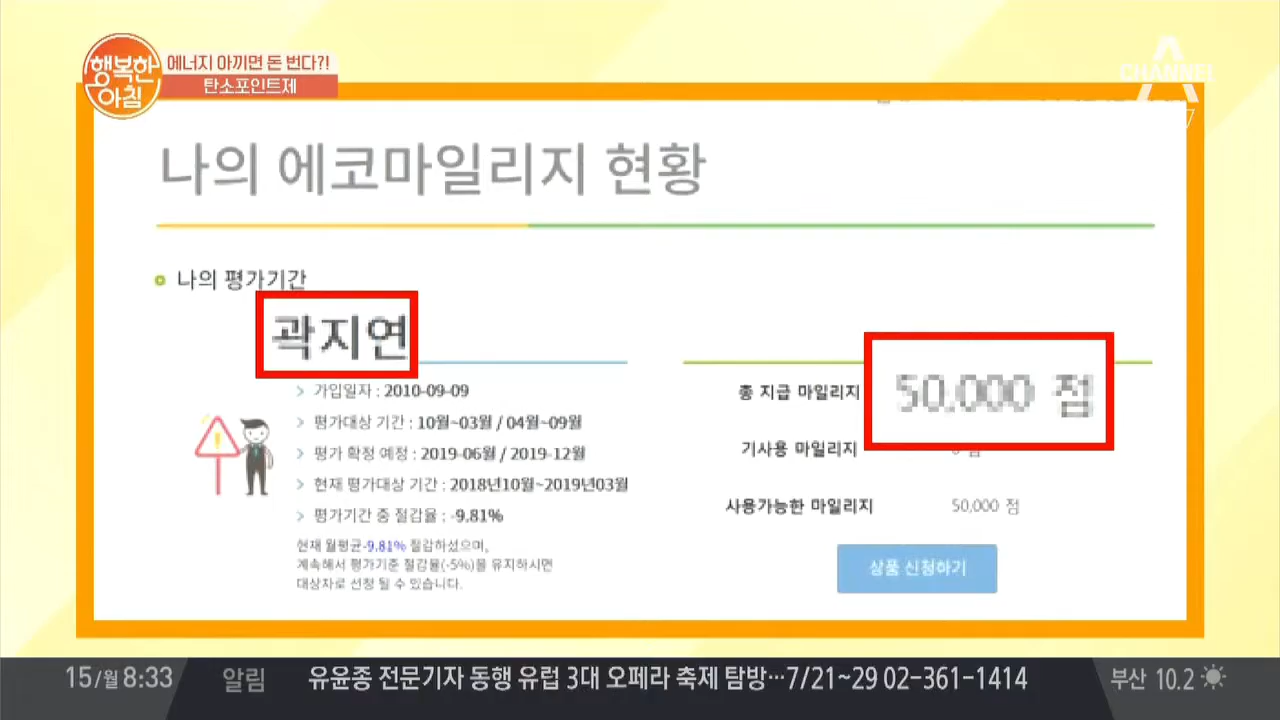 행복한
아침
에너지 아끼면 돈 번다?!
탄소포인트제
CHANNEL A
나의 에코마일리지 현황
나의 평가기간
곽지연
> 가입일자 : 2010-09-09
> 평가대상 기간 : 10월~03월 / 04월~09월
> 평가 확정 예정 : 2019-06월 / 2019-12월
> 현재 평가대상 기간 : 2018년10월~2019년03월
> 평가기간 중 절감율 : -9.81%
현재 월평균-9.81% 절감하셨으며,
계속해서 평가기준 절감율(-5%)을 유지하시면
대상자로 선정 될 수 있습니다.
총 지급 마일리지 50,000 점
기사용 마일리지
사용가능한 마일리지 50,000 점
상품 신청하기
15/월 8:33 알림 유윤종 전문기자 동행 유럽 3대 오페라 축제 탐방…7/21~29 02-361-1414 부산 10.2